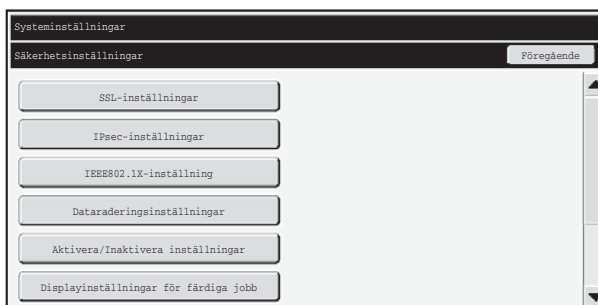 Systeminställningar
Säkerhetsinställningar
Föregående
SSL-inställningar
IPsec-inställningar
IEEE802.1X-inställning
Dataraderingsinställningar
Aktivera/Inaktivera inställningar
Displayinställningar för färdiga jobb